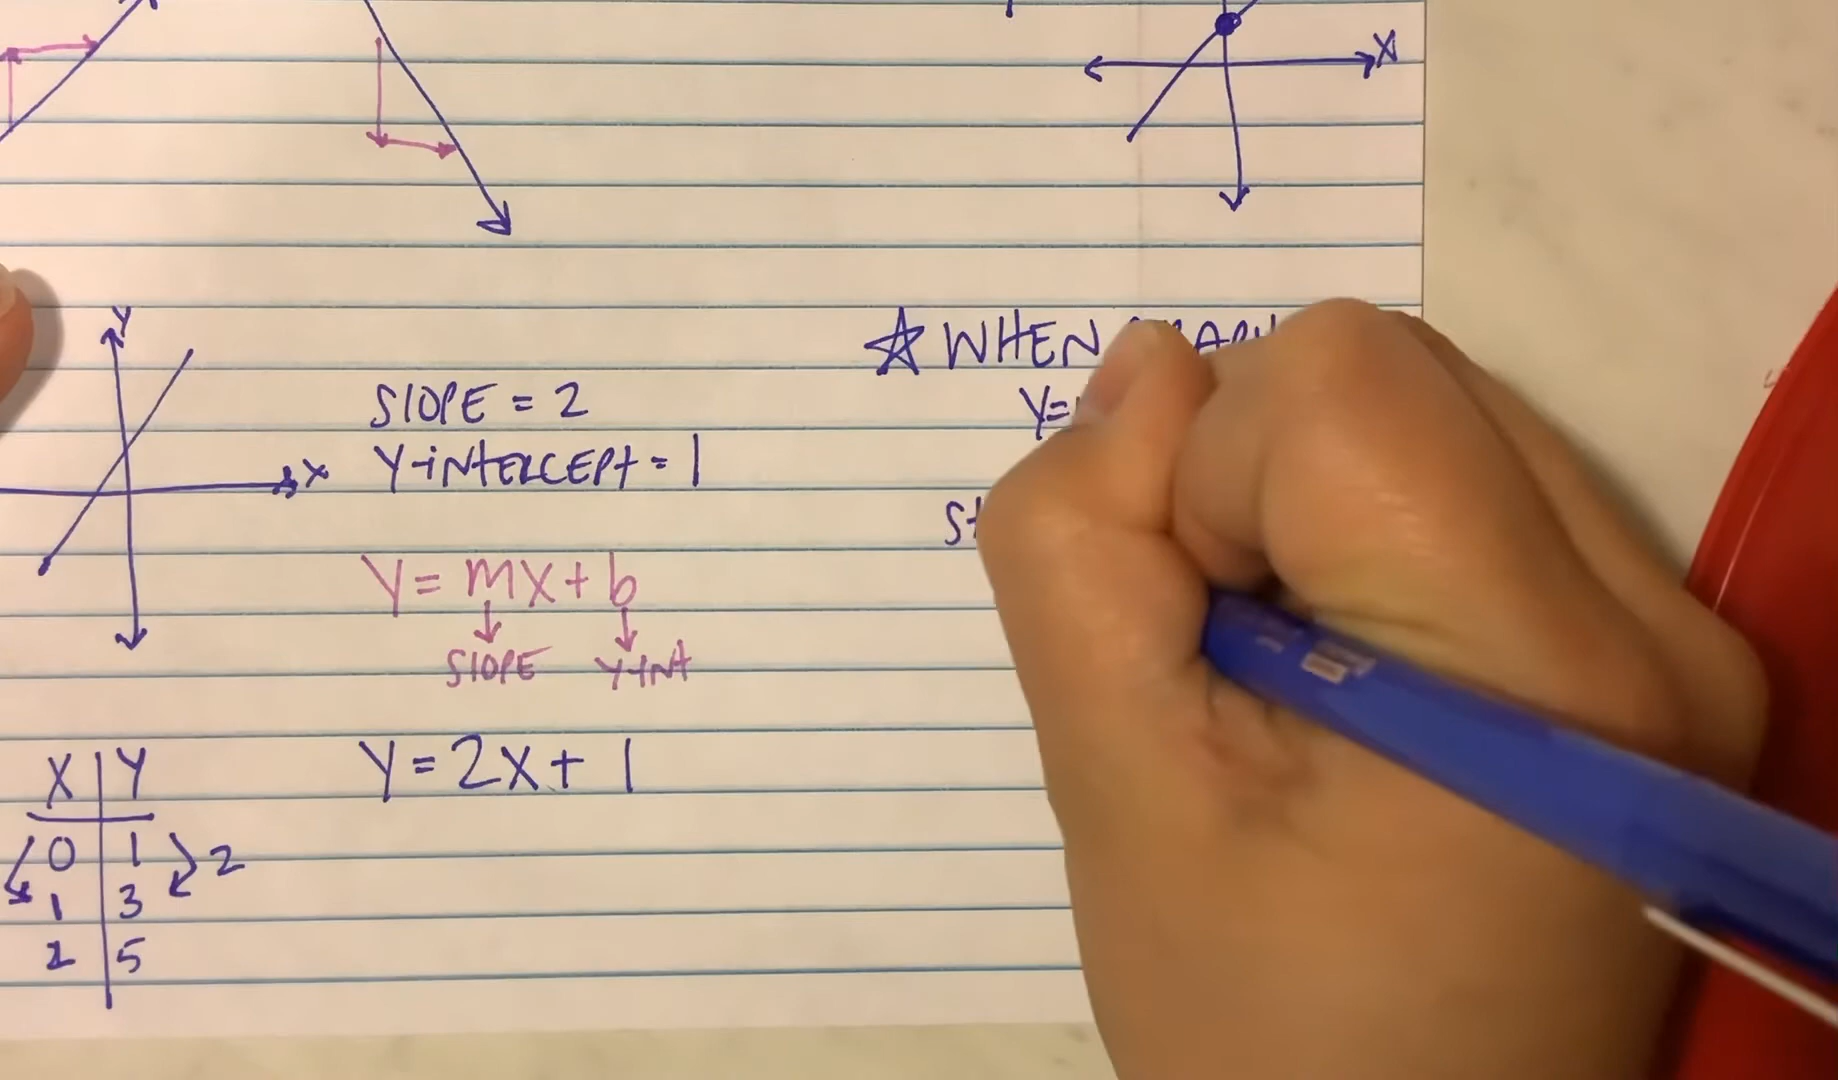 X
Y
X
SLOPE = 2
Y-INTERCEPT = 1
Y = mX + b
SLOPE Y-INT
X Y
0 1 2
1 3
2 5
Y = 2X + 1
☆ WHEN
Y=